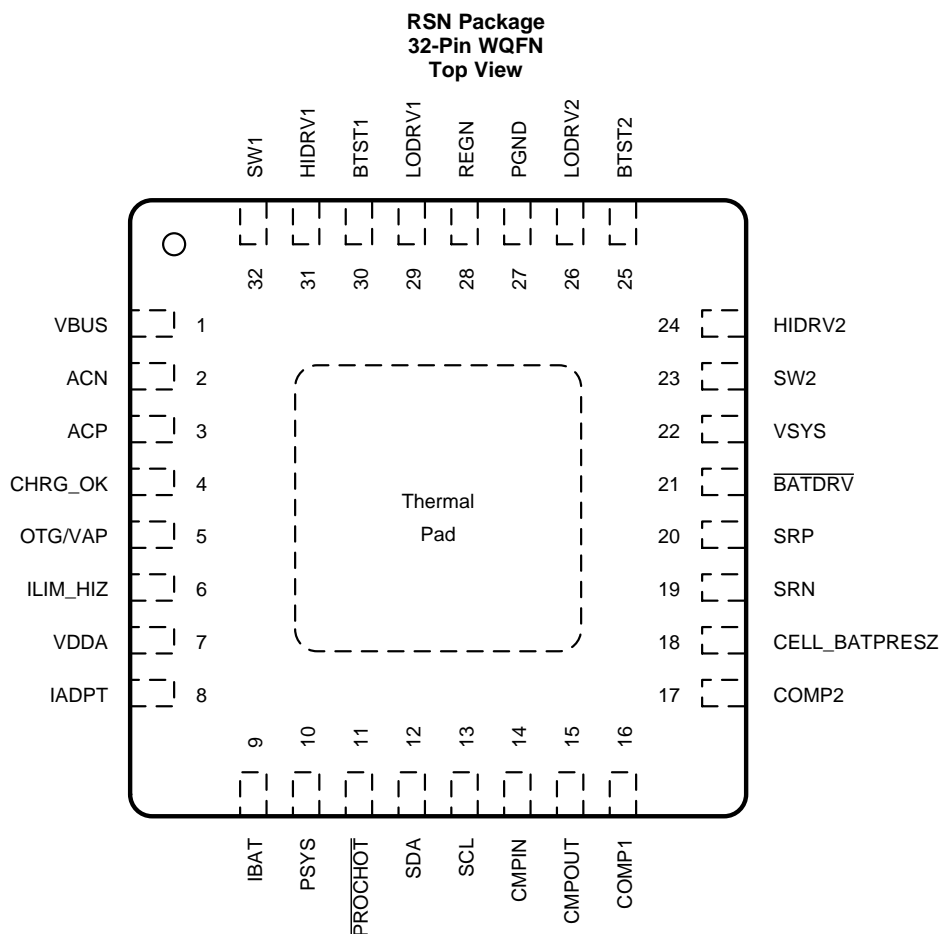 RSN Package
32-Pin WQFN
Top View
SW1
HIDRV1
BTST1
LODRV1
REGN
PGND
LODRV2
BTST2
32
31
30
29
28
27
26
25
VBUS 1
ACN 2
ACP 3
CHRG_OK 4
OTG/VAP 5
ILIM_HIZ 6
VDDA 7
IADPT 8
Thermal
Pad
24 HIDRV2
23 SW2
22 VSYS
21 BATDRV
20 SRP
19 SRN
18 CELL_BATPRESZ
17 COMP2
9
10
11
12
13
14
15
16
IBAT
PSYS
PROCHOT
SDA
SCL
CMPIN
CMPOUT
COMP1